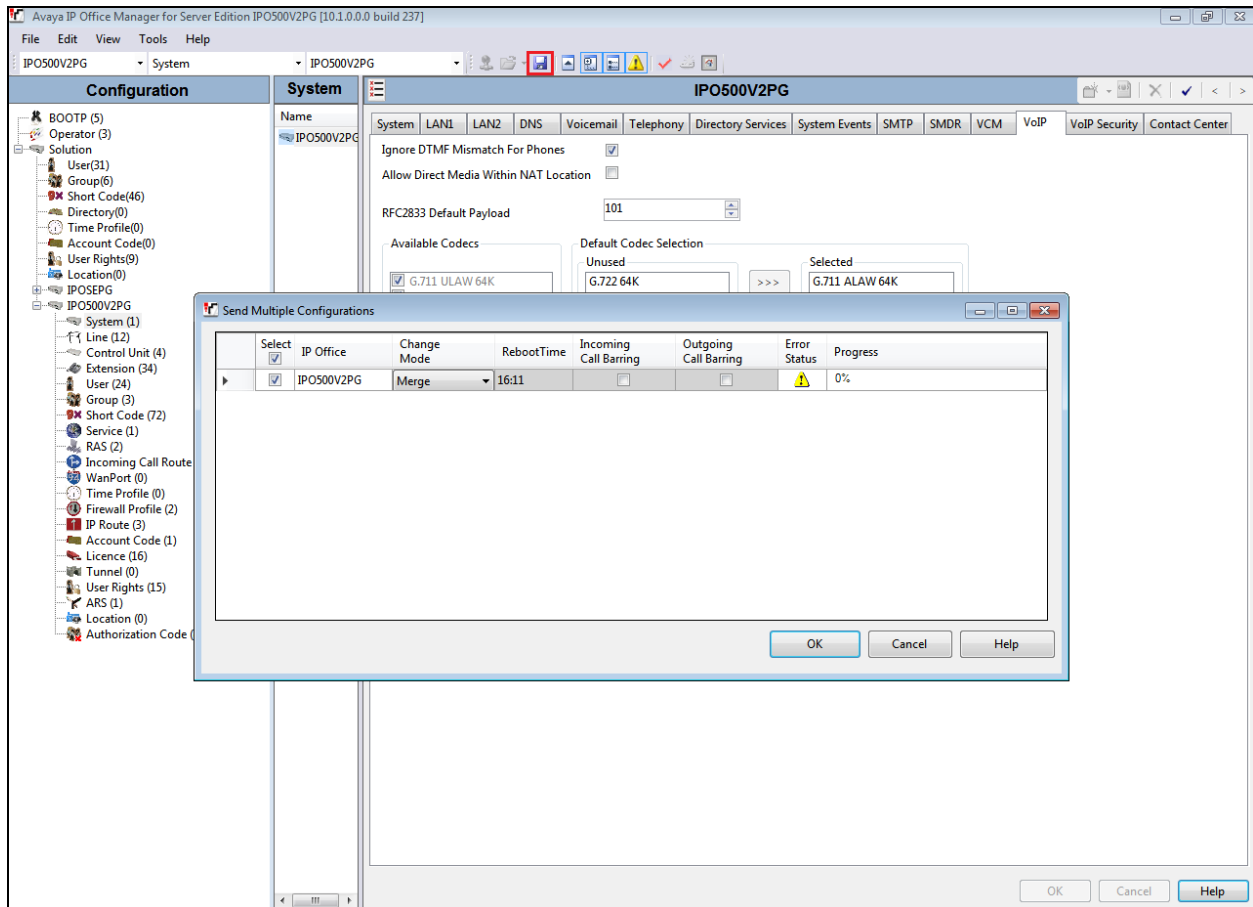 Avaya IP Office Manager for Server Edition IPO500V2PG [10.1.0.0.0 build 237]
File Edit View Tools Help
IPO500V2PG System IPO500V2PG
Configuration
BOOTP (5)
Operator (3)
Solution
User(31)
Group(6)
Short Code(46)
Directory(0)
Time Profile(0)
Account Code(0)
User Rights(9)
Location(0)
IPOSEPG
IPO500V2PG
System (1)
Line (12)
Control Unit (4)
Extension (34)
User (24)
Group (3)
Short Code (72)
Service (1)
RAS (2)
Incoming Call Route
WanPort (0)
Time Profile (0)
Firewall Profile (2)
IP Route (3)
Account Code (1)
Licence (16)
Tunnel (0)
User Rights (15)
ARS (1)
Location (0)
Authorization Code (
System
Name
IPO500V2PG
IPO500V2PG
System LAN1 LAN2 DNS Voicemail Telephony Directory Services System Events SMTP SMDR VCM VoIP VoIP Security Contact Center
Ignore DTMF Mismatch For Phones
Allow Direct Media Within NAT Location
RFC2833 Default Payload 101
Available Codecs Default Codec Selection
Unused Selected
G.711 ULAW 64K G.722 64K >>> G.711 ALAW 64K
Send Multiple Configurations
Select IP Office Change Mode RebootTime Incoming Call Barring Outgoing Call Barring Error Status Progress
IPO500V2PG Merge 16:11 0%
OK Cancel Help
OK Cancel Help